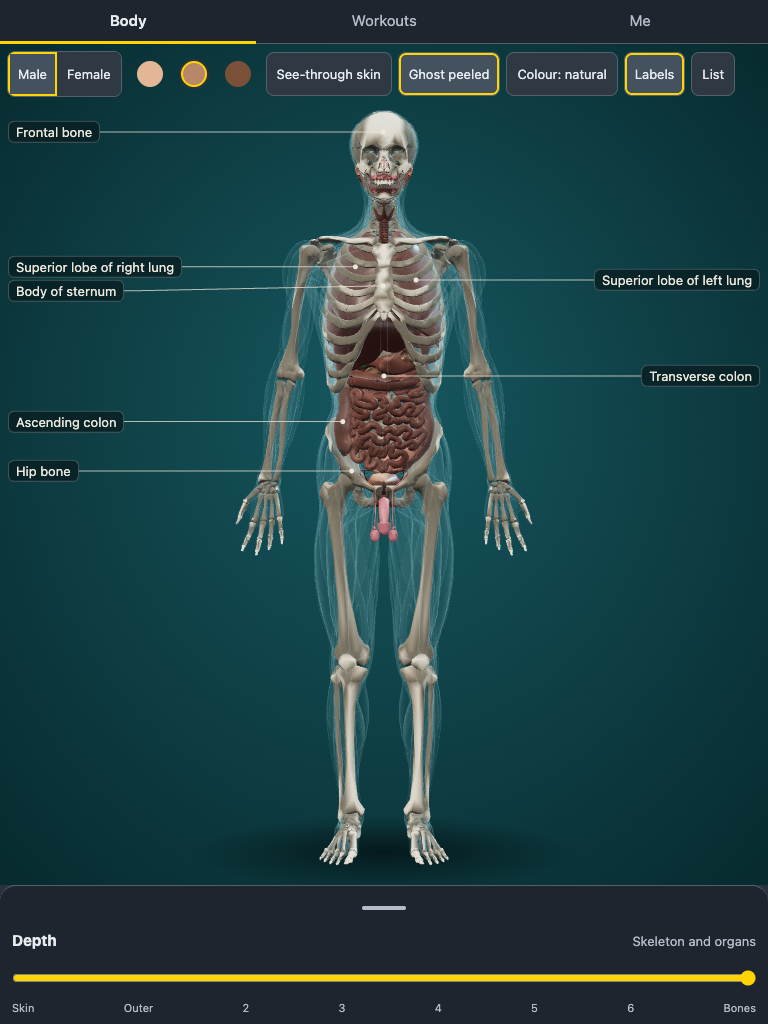 Body Workouts Me
Male Female See-through skin Ghost peeled Colour: natural Labels List
Frontal bone
Superior lobe of right lung
Superior lobe of left lung
Body of sternum
Transverse colon
Ascending colon
Hip bone
Depth Skeleton and organs
Skin Outer 2 3 4 5 6 Bones